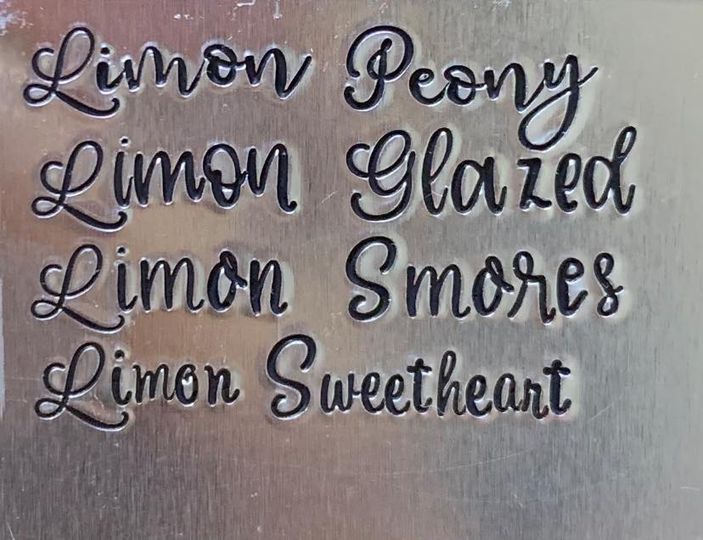 Limon Peony
Limon Glazed
Limon Smores
Limon Sweetheart